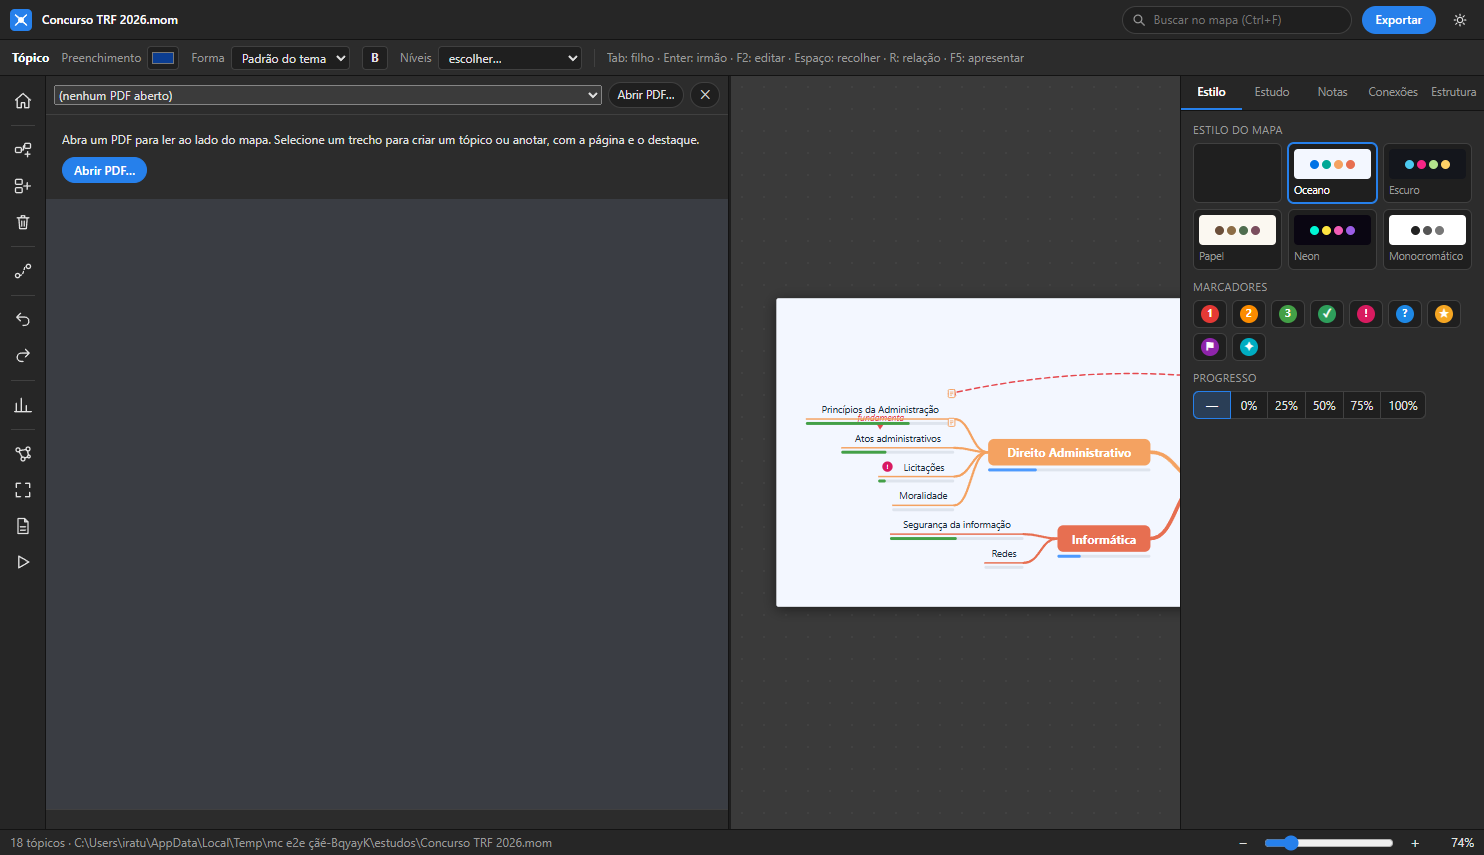 Concurso TRF 2026.mom
Buscar no mapa (Ctrl+F)
Exportar
Tópico Preenchimento Forma Padrão do tema B Níveis escolher... Tab: filho · Enter: irmão · F2: editar · Espaço: recolher · R: relação · F5: apresentar
(nenhum PDF aberto)
Abrir PDF...
Abra um PDF para ler ao lado do mapa. Selecione um trecho para criar um tópico ou anotar, com a página e o destaque.
Abrir PDF...
Princípios da Administração
fundamenta
Atos administrativos
Licitações
Moralidade
Direito Administrativo
Segurança da informação
Redes
Informática
Estilo Estudo Notas Conexões Estrutura
ESTILO DO MAPA
Oceano
Escuro
Papel
Neon
Monocromático
MARCADORES
1 2 3 ! ?
PROGRESSO
— 0% 25% 50% 75% 100%
18 tópicos · C:\Users\iratu\AppData\Local\Temp\mc e2e çãé-BqyayK\estudos\Concurso TRF 2026.mom
− + 74%